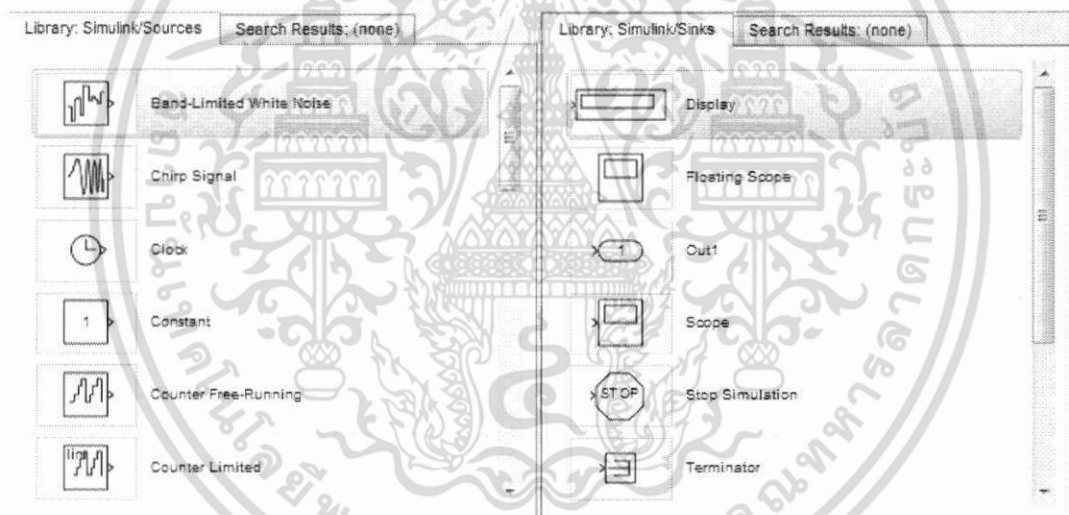 Library: Simulink/Sources
Search Results: (none)
Band-Limited White Noise
Chirp Signal
Clock
1
Constant
Counter Free-Running
lim
Counter Limited
Library: Simulink/Sinks
Search Results: (none)
Display
Floating Scope
1
Out1
Scope
STOP
Stop Simulation
Terminator